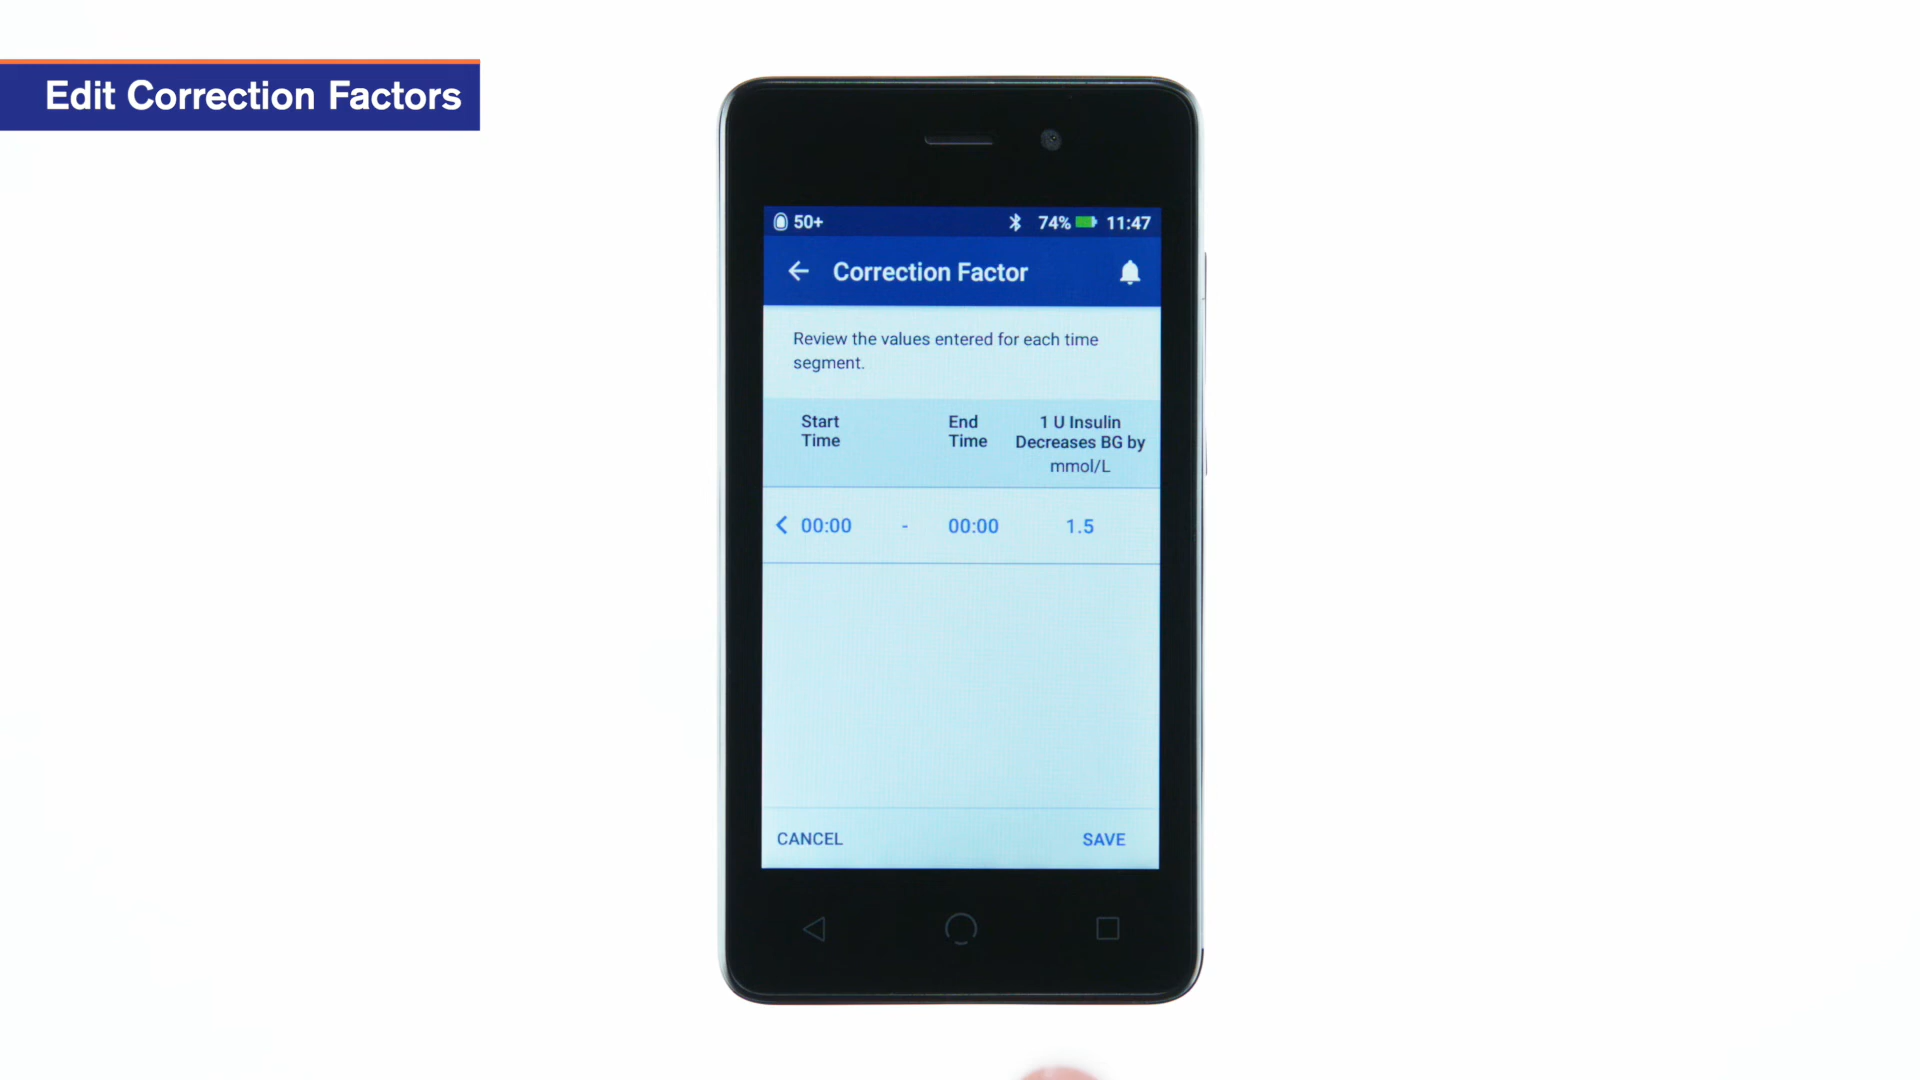 Edit Correction Factors
50+ 74% 11:47
Correction Factor
Review the values entered for each time
segment.
Start Time
End Time
1 U Insulin
Decreases BG by
mmol/L
00:00 - 00:00 1.5
CANCEL SAVE